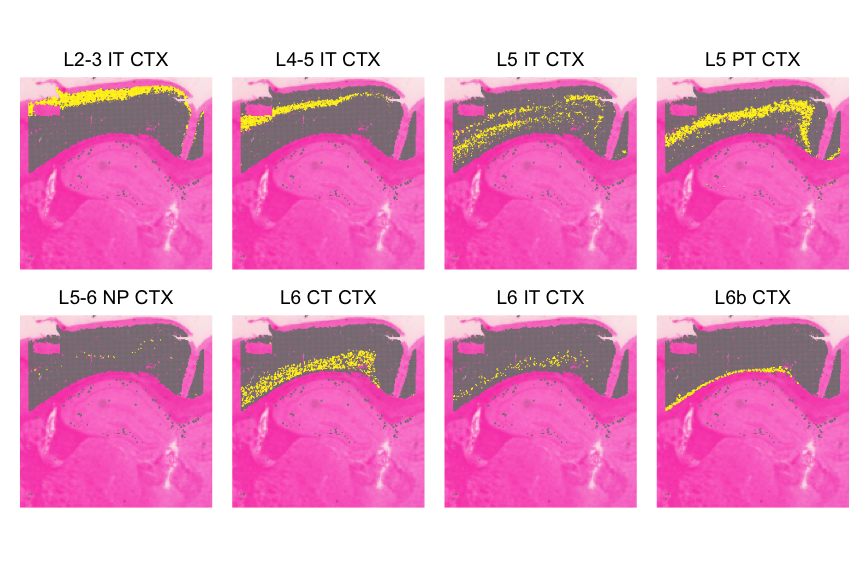 L2-3 IT CTX
L4-5 IT CTX
L5 IT CTX
L5 PT CTX
L5-6 NP CTX
L6 CT CTX
L6 IT CTX
L6b CTX